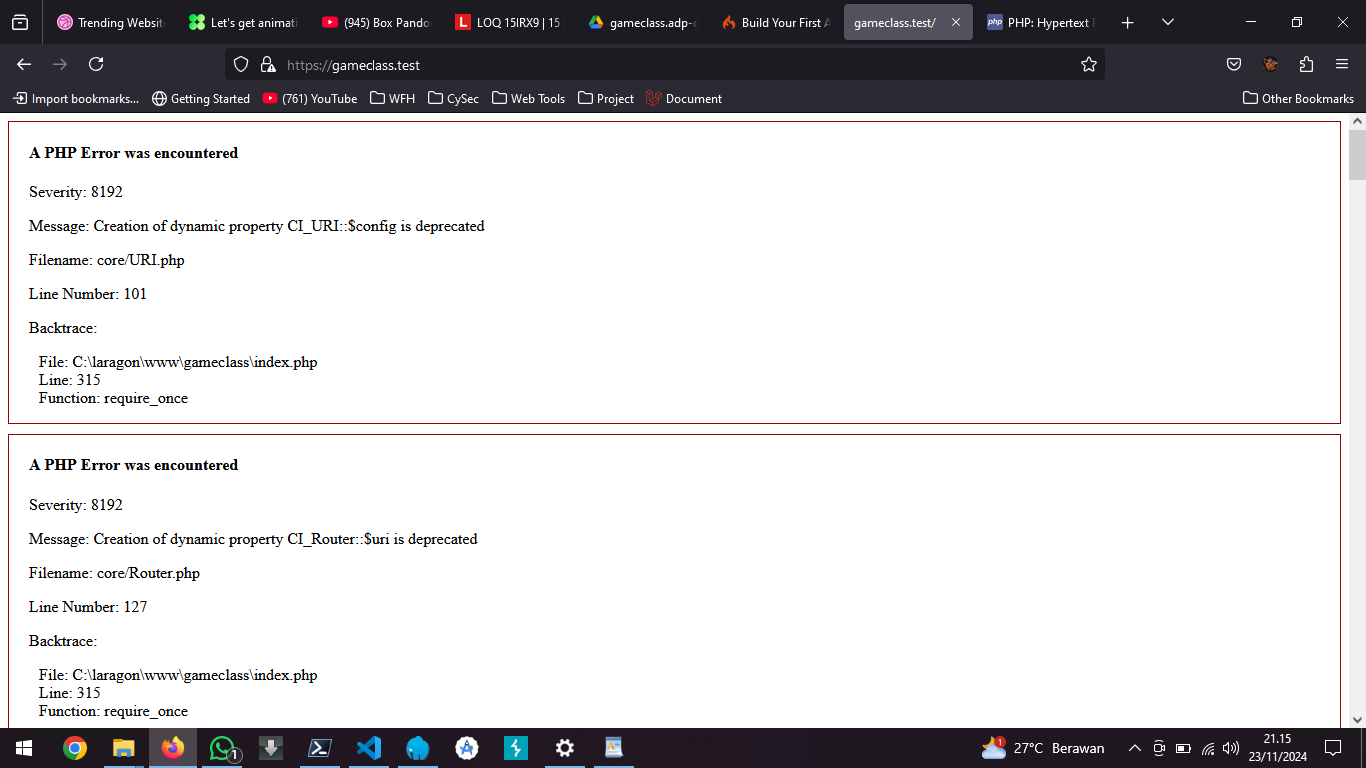 Trending Website
Let's get animati
(945) Box Pando
LOQ 15IRX9 | 15
gameclass.adp-c
Build Your First A
gameclass.test/
PHP: Hypertext P
https://gameclass.test
Import bookmarks...
Getting Started
(761) YouTube
WFH
CySec
Web Tools
Project
Document
Other Bookmarks
A PHP Error was encountered
Severity: 8192
Message: Creation of dynamic property CI_URI::$config is deprecated
Filename: core/URI.php
Line Number: 101
Backtrace:
File: C:\laragon\www\gameclass\index.php
Line: 315
Function: require_once
A PHP Error was encountered
Severity: 8192
Message: Creation of dynamic property CI_Router::$uri is deprecated
Filename: core/Router.php
Line Number: 127
Backtrace:
File: C:\laragon\www\gameclass\index.php
Line: 315
Function: require_once
1
1
27°C Berawan
21.15
23/11/2024